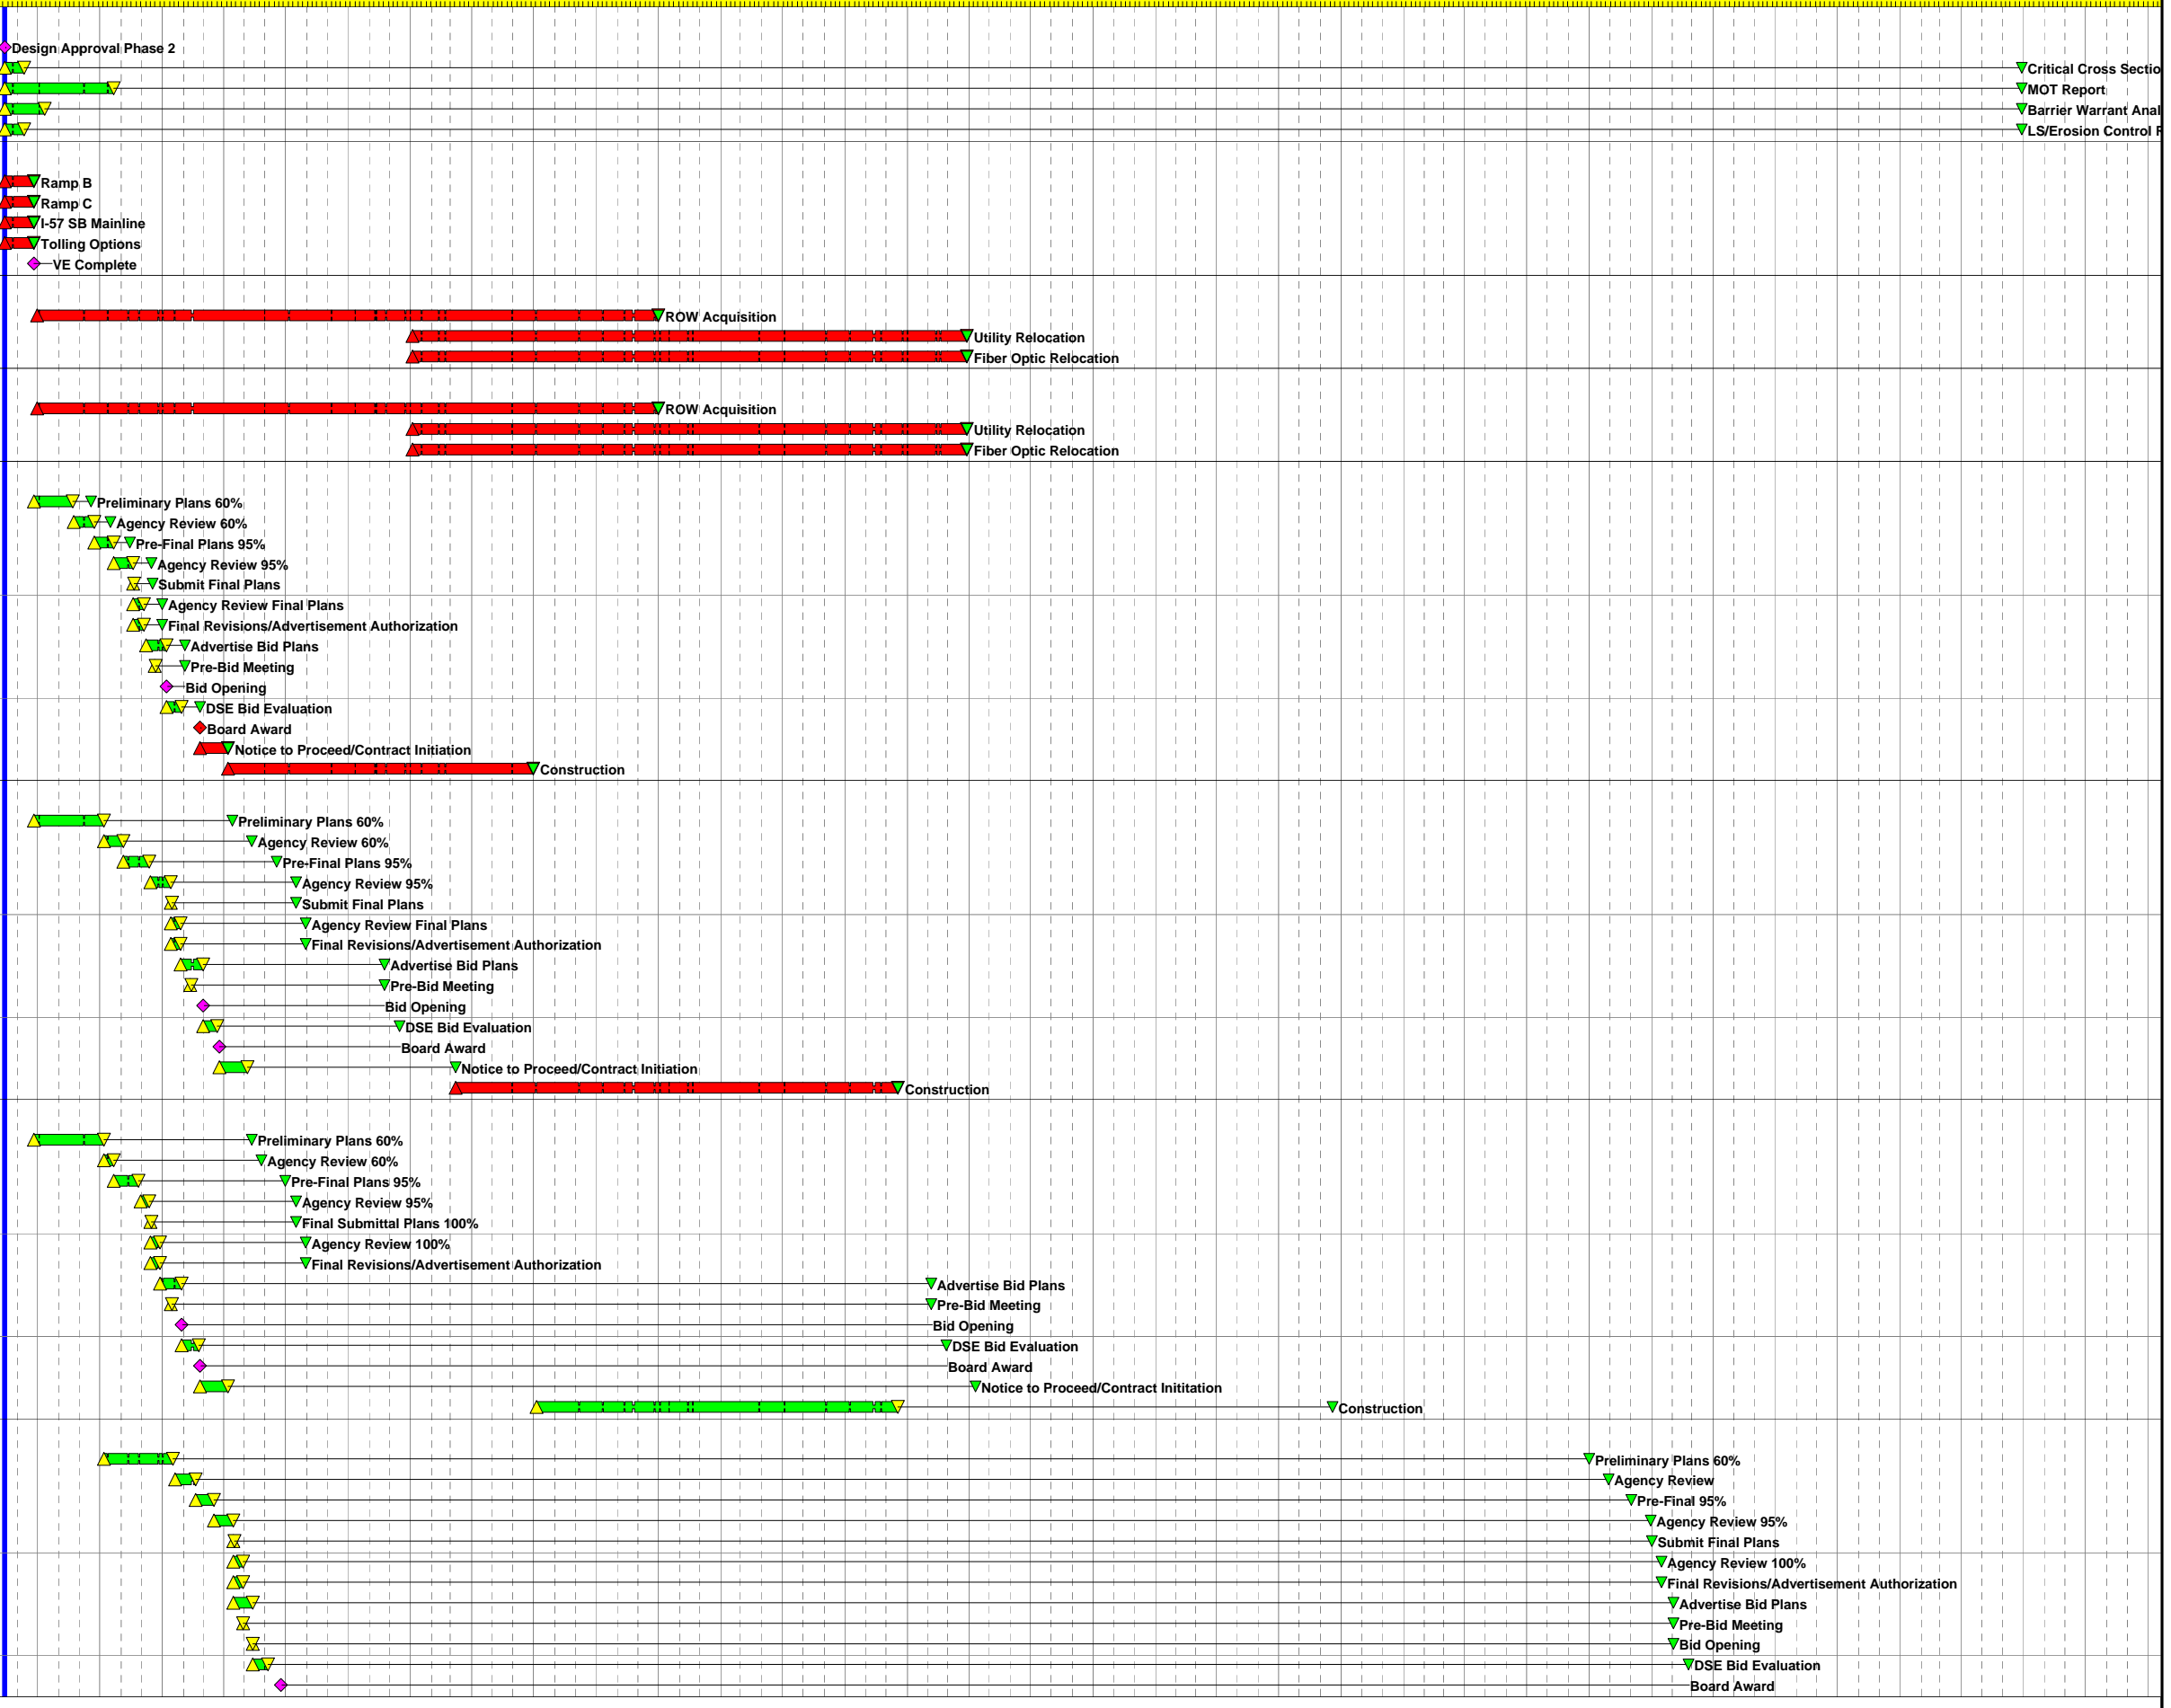 Design Approval Phase 2
Critical Cross Sectio
MOT Report
Barrier Warrant Anal
LS/Erosion Control
Ramp B
Ramp C
I-57 SB Mainline
Tolling Options
VE Complete
ROW Acquisition
Utility Relocation
Fiber Optic Relocation
ROW Acquisition
Utility Relocation
Fiber Optic Relocation
Preliminary Plans 60%
Agency Review 60%
Pre-Final Plans 95%
Agency Review 95%
Submit Final Plans
Agency Review Final Plans
Final Revisions/Advertisement Authorization
Advertise Bid Plans
Pre-Bid Meeting
Bid Opening
DSE Bid Evaluation
Board Award
Notice to Proceed/Contract Initiation
Construction
Preliminary Plans 60%
Agency Review 60%
Pre-Final Plans 95%
Agency Review 95%
Submit Final Plans
Agency Review Final Plans
Final Revisions/Advertisement Authorization
Advertise Bid Plans
Pre-Bid Meeting
Bid Opening
DSE Bid Evaluation
Board Award
Notice to Proceed/Contract Initiation
Construction
Preliminary Plans 60%
Agency Review 60%
Pre-Final Plans 95%
Agency Review 95%
Final Submittal Plans 100%
Agency Review 100%
Final Revisions/Advertisement Authorization
Advertise Bid Plans
Pre-Bid Meeting
Bid Opening
DSE Bid Evaluation
Board Award
Notice to Proceed/Contract Inititation
Construction
Preliminary Plans 60%
Agency Review
Pre-Final 95%
Agency Review 95%
Submit Final Plans
Agency Review 100%
Final Revisions/Advertisement Authorization
Advertise Bid Plans
Pre-Bid Meeting
Bid Opening
DSE Bid Evaluation
Board Award